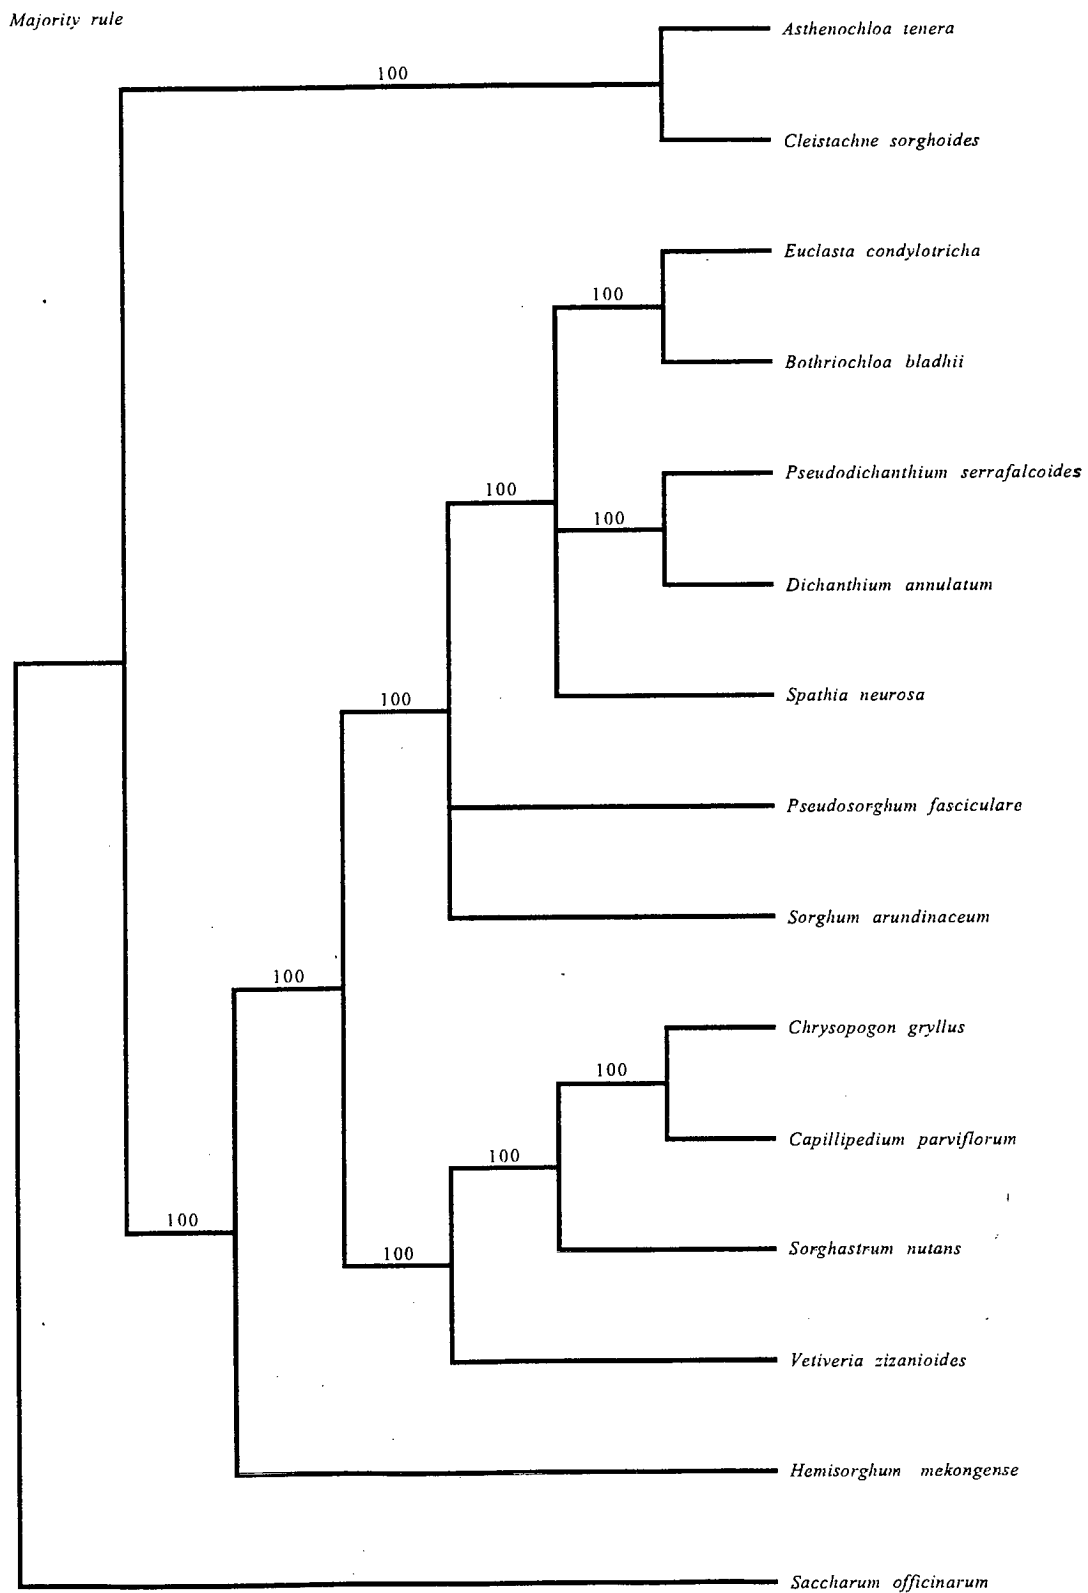 Majority rule
Asthenochloa tenera
100
Cleistachne sorghoides
Euclasta condylotricha
100
Bothriochloa bladhii
Pseudodichanthium serrafalcoides
100
100
Dichanthium annulatum
Spathia neurosa
100
Pseudosorghum fasciculare
Sorghum arundinaceum
100
Chrysopogon gryllus
100
Capillipedium parviflorum
100
100
Sorghastrum nutans
100
Vetiveria zizanioides
Hemisorghum mekongense
Saccharum officinarum